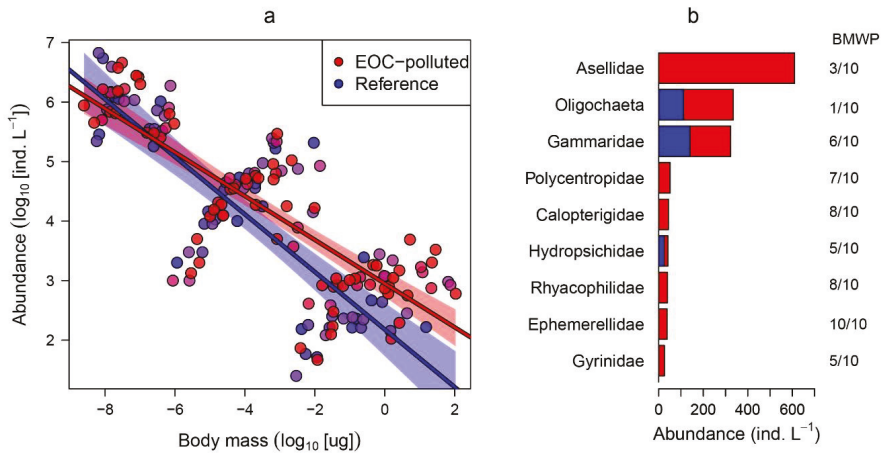 a
b
BMWP
EOC−polluted
Reference
Abundance (log10 [ind. L−1])
7
6
5
4
3
2
−8
−6
−4
−2
0
2
Body mass (log10 [ug])
Asellidae 3/10
Oligochaeta 1/10
Gammaridae 6/10
Polycentropidae 7/10
Calopterigidae 8/10
Hydropsichidae 5/10
Rhyacophilidae 8/10
Ephemerellidae 10/10
Gyrinidae 5/10
0
200
400
600
Abundance (ind. L−1)